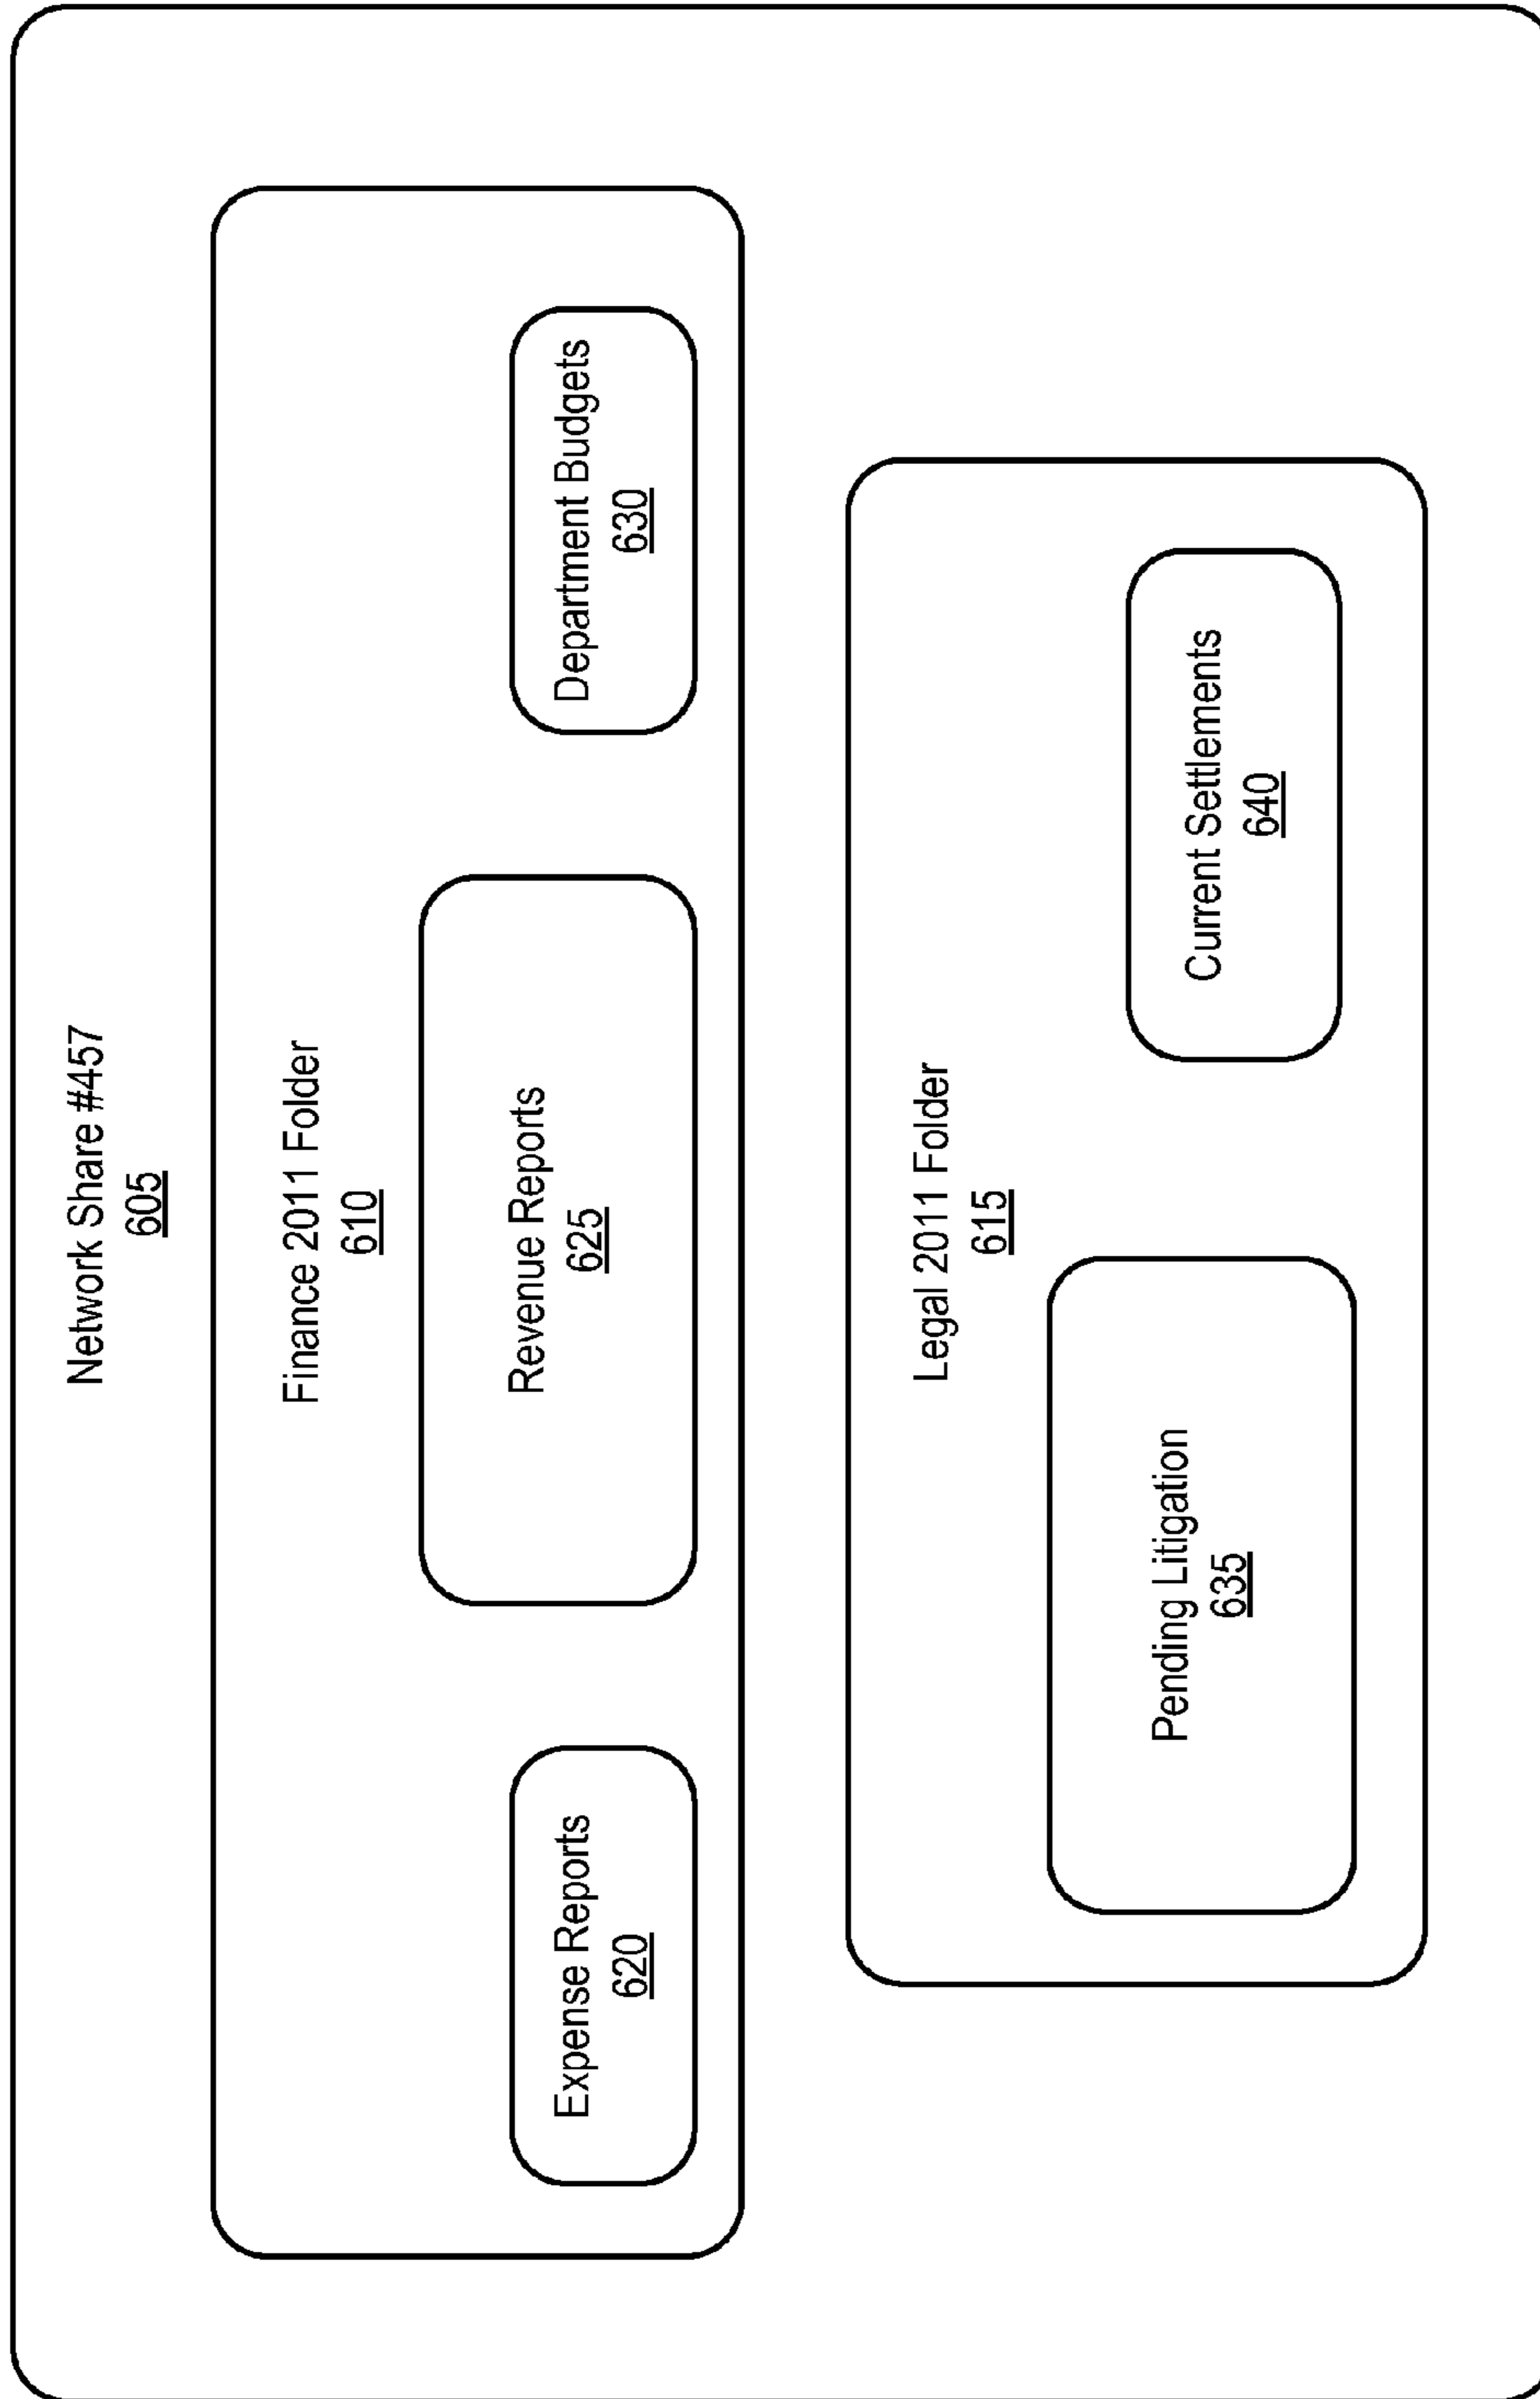 Network Share #457
605
Finance 2011 Folder
610
Expense Reports
620
Revenue Reports
625
Department Budgets
630
Legal 2011 Folder
615
Pending Litigation
635
Current Settlements
640